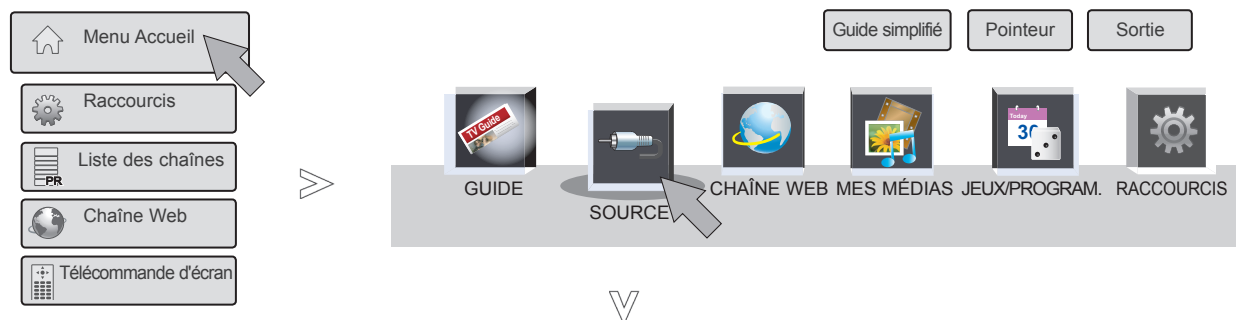 Menu Accueil
Raccourcis
Liste des chaînes
PR
Chaîne Web
Télécommande d'écran
Guide simplifié
Pointeur
Sortie
TV Guide
Today
30
GUIDE
SOURCE
CHAÎNE WEB
MES MÉDIAS
JEUX/PROGRAM.
RACCOURCIS